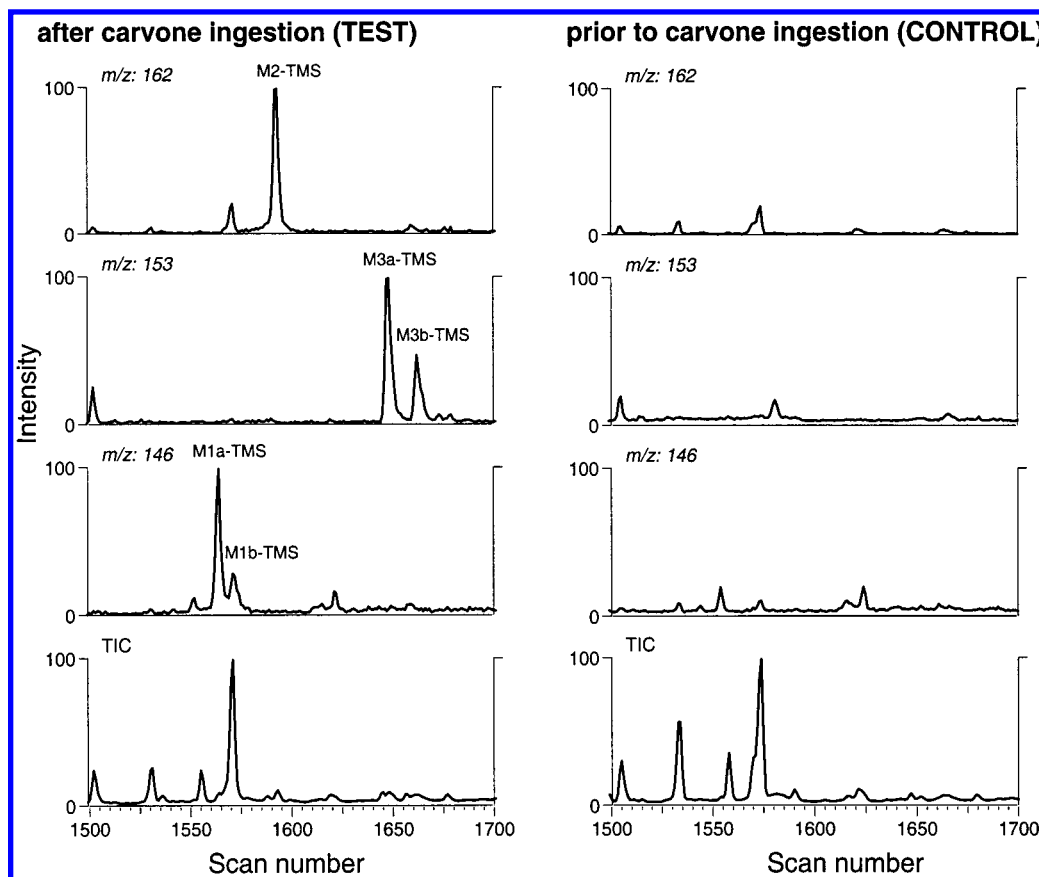 after carvone ingestion (TEST)
m/z: 162
M2-TMS
100
0
m/z: 153
M3a-TMS
100
M3b-TMS
0
m/z: 146
M1a-TMS
100
M1b-TMS
0
TIC
100
0
1500 1550 1600 1650 1700
Scan number
Intensity
prior to carvone ingestion (CONTROL)
m/z: 162
100
0
m/z: 153
100
0
m/z: 146
100
0
TIC
100
0
1500 1550 1600 1650 1700
Scan number